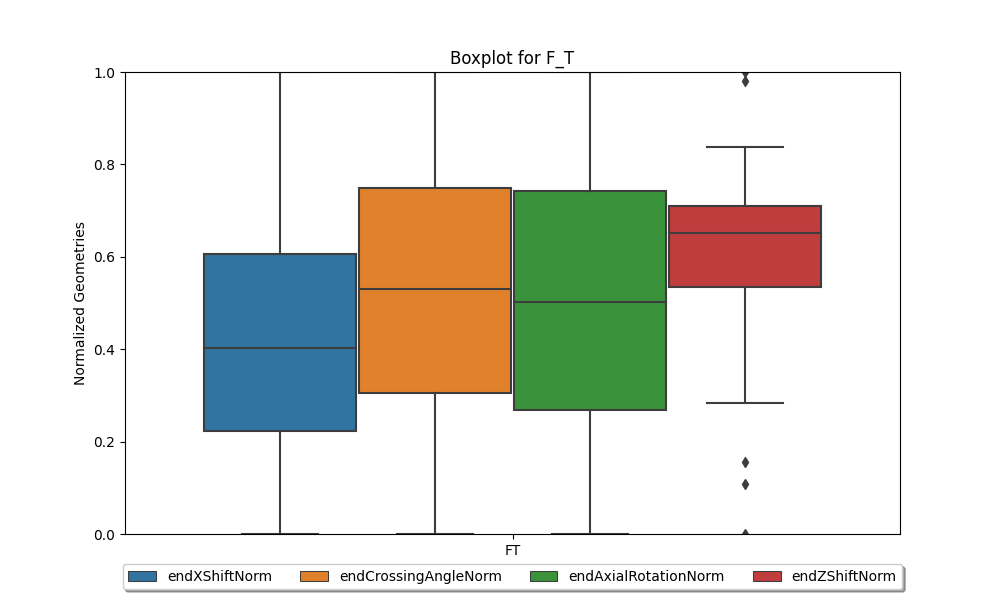 Boxplot for F_T
Normalized Geometries
1.0
0.8
0.6
0.4
0.2
0.0
FT
endXShiftNorm endCrossingAngleNorm endAxialRotationNorm endZShiftNorm